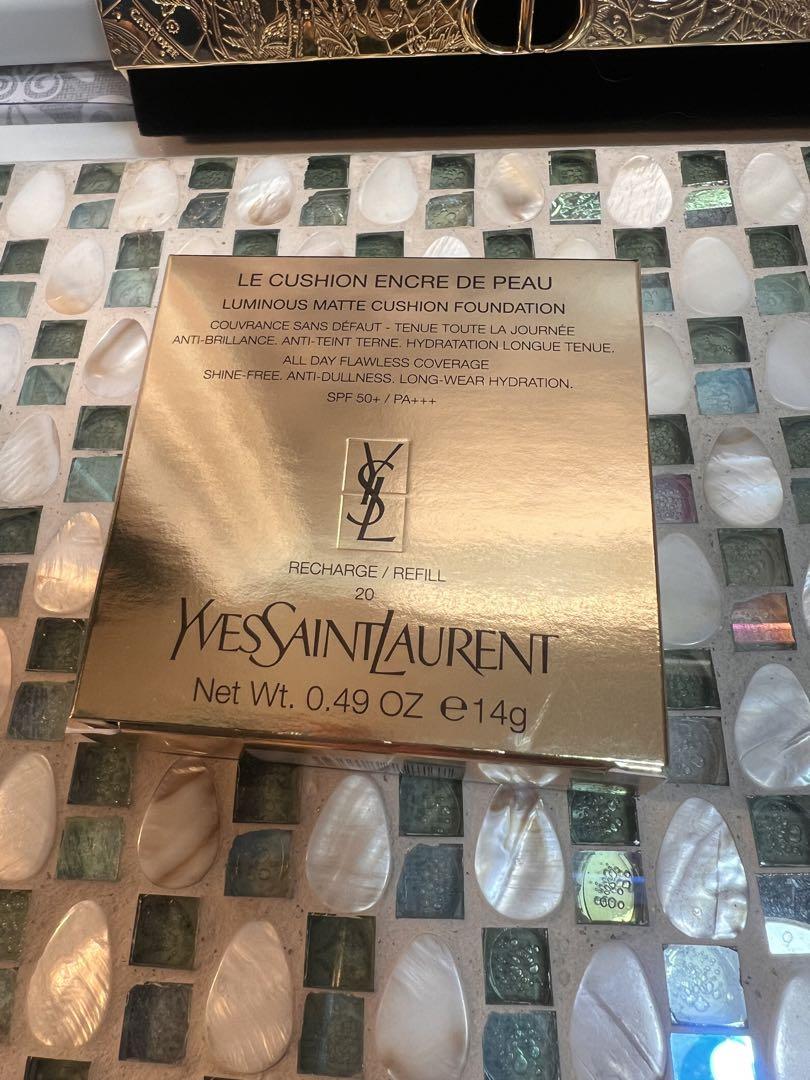 LE CUSHION ENCRE DE PEAU
LUMINOUS MATTE CUSHION FOUNDATION
COUVRANCE SANS DÉFAUT - TENUE TOUTE LA JOURNÉE
ANTI-BRILLANCE. ANTI-TEINT TERNE. HYDRATATION LONGUE TENUE.
ALL DAY FLAWLESS COVERAGE
SHINE-FREE. ANTI-DULLNESS. LONG-WEAR HYDRATION.
SPF 50+ / PA+++
YSL
RECHARGE / REFILL
20
YVESSAINTLAURENT
Net Wt. 0.49 OZ e14g